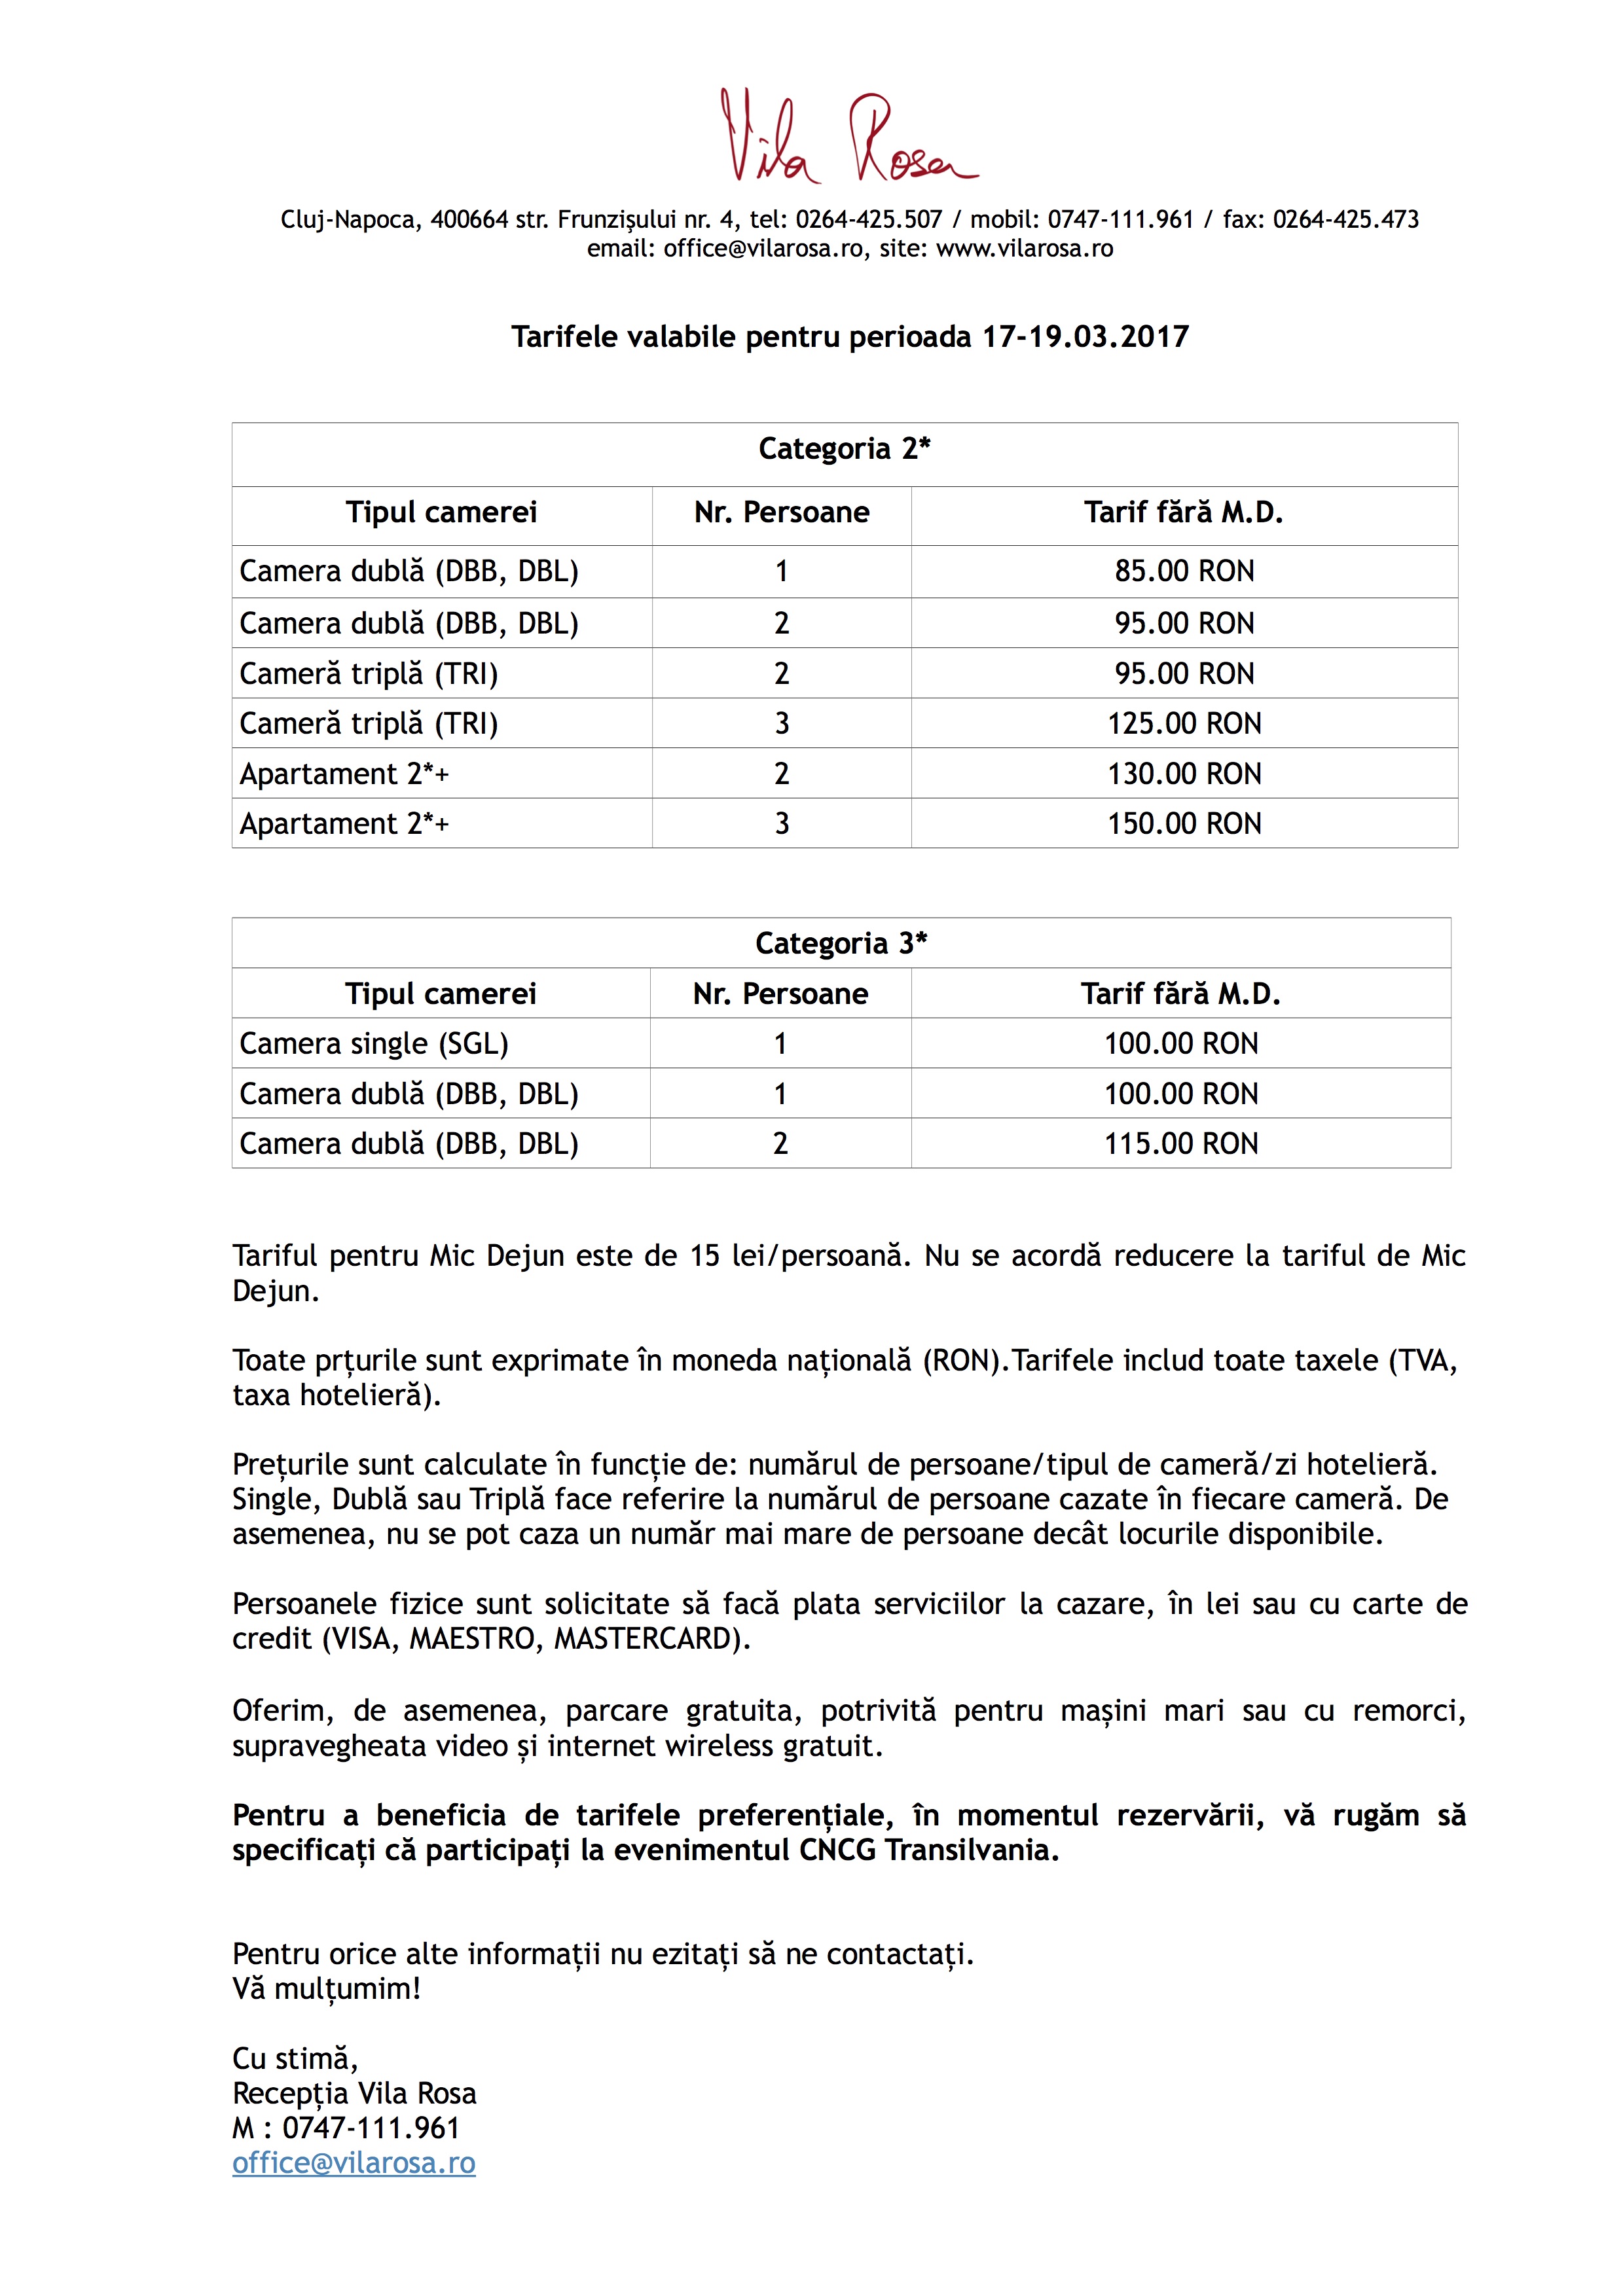 Vila Rosa
Cluj-Napoca, 400664 str. Frunzişului nr. 4, tel: 0264-425.507 / mobil: 0747-111.961 / fax: 0264-425.473
email: office@vilarosa.ro, site: www.vilarosa.ro
Tarifele valabile pentru perioada 17-19.03.2017
Categoria 2*
Tipul camerei Nr. Persoane Tarif fără M.D.
Camera dublă (DBB, DBL) 1 85.00 RON
Camera dublă (DBB, DBL) 2 95.00 RON
Cameră triplă (TRI) 2 95.00 RON
Cameră triplă (TRI) 3 125.00 RON
Apartament 2*+ 2 130.00 RON
Apartament 2*+ 3 150.00 RON
Categoria 3*
Tipul camerei Nr. Persoane Tarif fără M.D.
Camera single (SGL) 1 100.00 RON
Camera dublă (DBB, DBL) 1 100.00 RON
Camera dublă (DBB, DBL) 2 115.00 RON
Tariful pentru Mic Dejun este de 15 lei/persoană. Nu se acordă reducere la tariful de Mic
Dejun.
Toate prțurile sunt exprimate în moneda națională (RON).Tarifele includ toate taxele (TVA,
taxa hotelieră).
Prețurile sunt calculate în funcție de: numărul de persoane/tipul de cameră/zi hotelieră.
Single, Dublă sau Triplă face referire la numărul de persoane cazate în fiecare cameră. De
asemenea, nu se pot caza un număr mai mare de persoane decât locurile disponibile.
Persoanele fizice sunt solicitate să facă plata serviciilor la cazare, în lei sau cu carte de
credit (VISA, MAESTRO, MASTERCARD).
Oferim, de asemenea, parcare gratuita, potrivită pentru mașini mari sau cu remorci,
supravegheata video și internet wireless gratuit.
Pentru a beneficia de tarifele preferențiale, în momentul rezervării, vă rugăm să
specificați că participați la evenimentul CNCG Transilvania.
Pentru orice alte informații nu ezitați să ne contactați.
Vă mulțumim!
Cu stimă,
Recepția Vila Rosa
M : 0747-111.961
office@vilarosa.ro